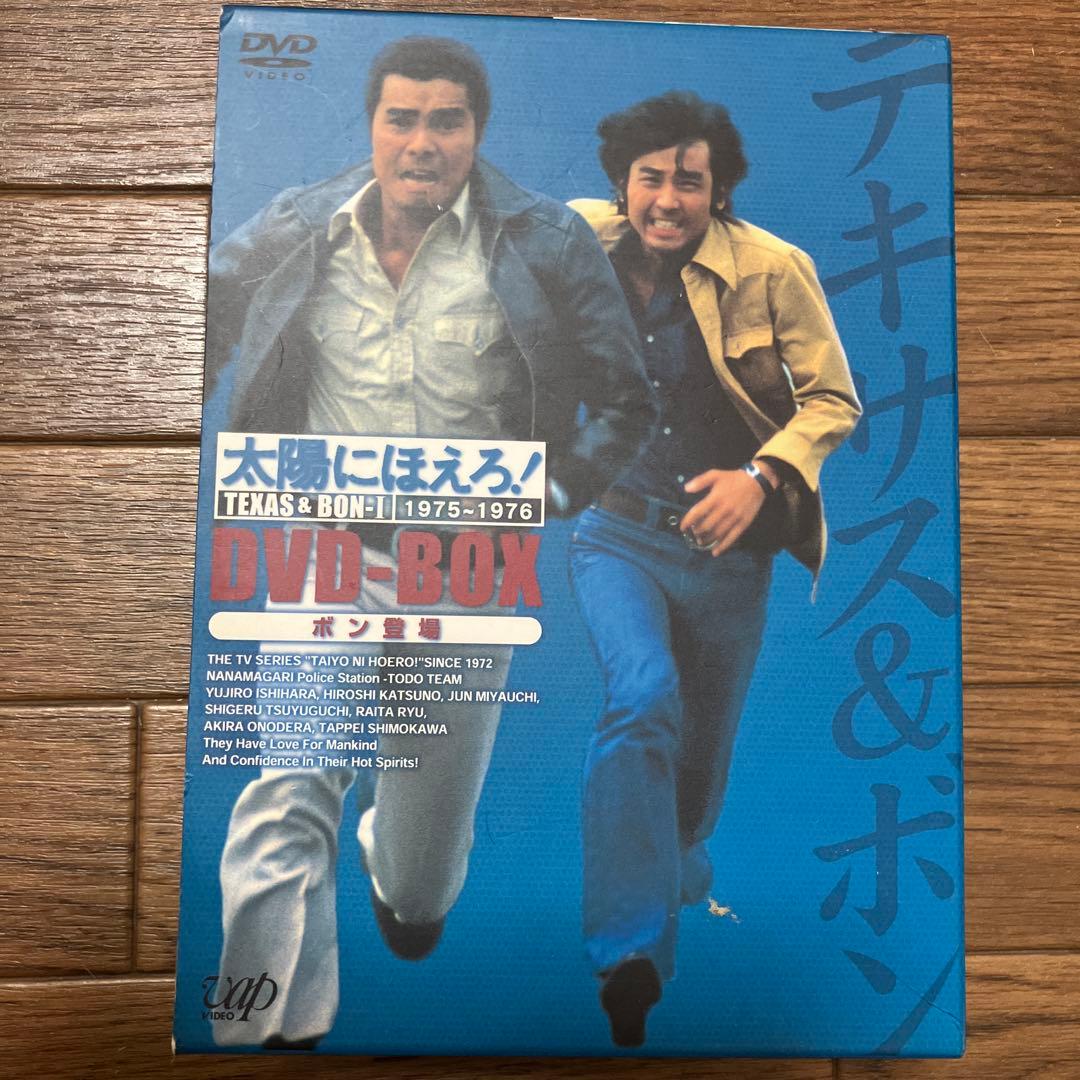 DVD
VIDEO
テキサス&ボン
太陽にほえろ!
TEXAS & BON-I 1975~1976
DVD-BOX
ボン登場
THE TV SERIES "TAIYO NI HOERO!"SINCE 1972
NANAMAGARI Police Station -TODO TEAM
YUJIRO ISHIHARA, HIROSHI KATSUNO, JUN MIYAUCHI,
SHIGERU TSUYUGUCHI, RAITA RYU,
AKIRA ONODERA, TAPPEI SHIMOKAWA
They Have Love For Mankind
And Confidence In Their Hot Spirits!
vap
VIDEO